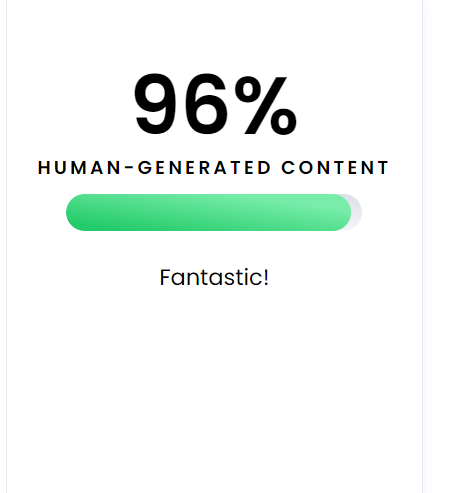 96%
HUMAN-GENERATED CONTENT
Fantastic!